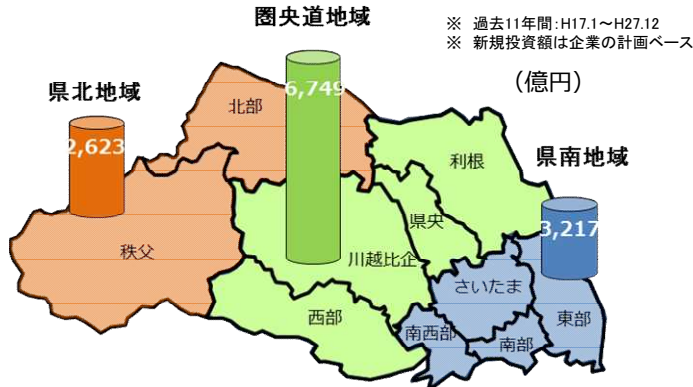 圏央道地域
※ 過去11年間：H17.1～H27.12
※ 新規投資額は企業の計画ベース
（億円）
県北地域
6,749
北部
2,623
利根
県南地域
県央
3,217
秩父
川越比企
さいたま
西部
南西部
南部
東部